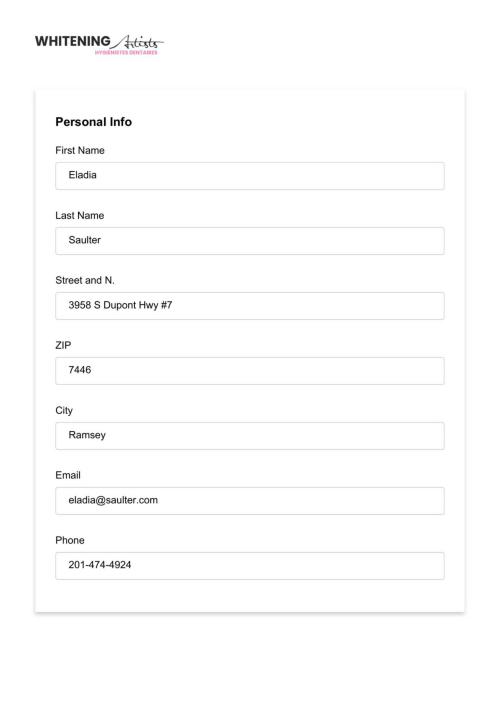 WHITENING Artists
HYGIÉNISTES DENTAIRES
Personal Info
First Name
Eladia
Last Name
Saulter
Street and N.
3958 S Dupont Hwy #7
ZIP
7446
City
Ramsey
Email
eladia@saulter.com
Phone
201-474-4924